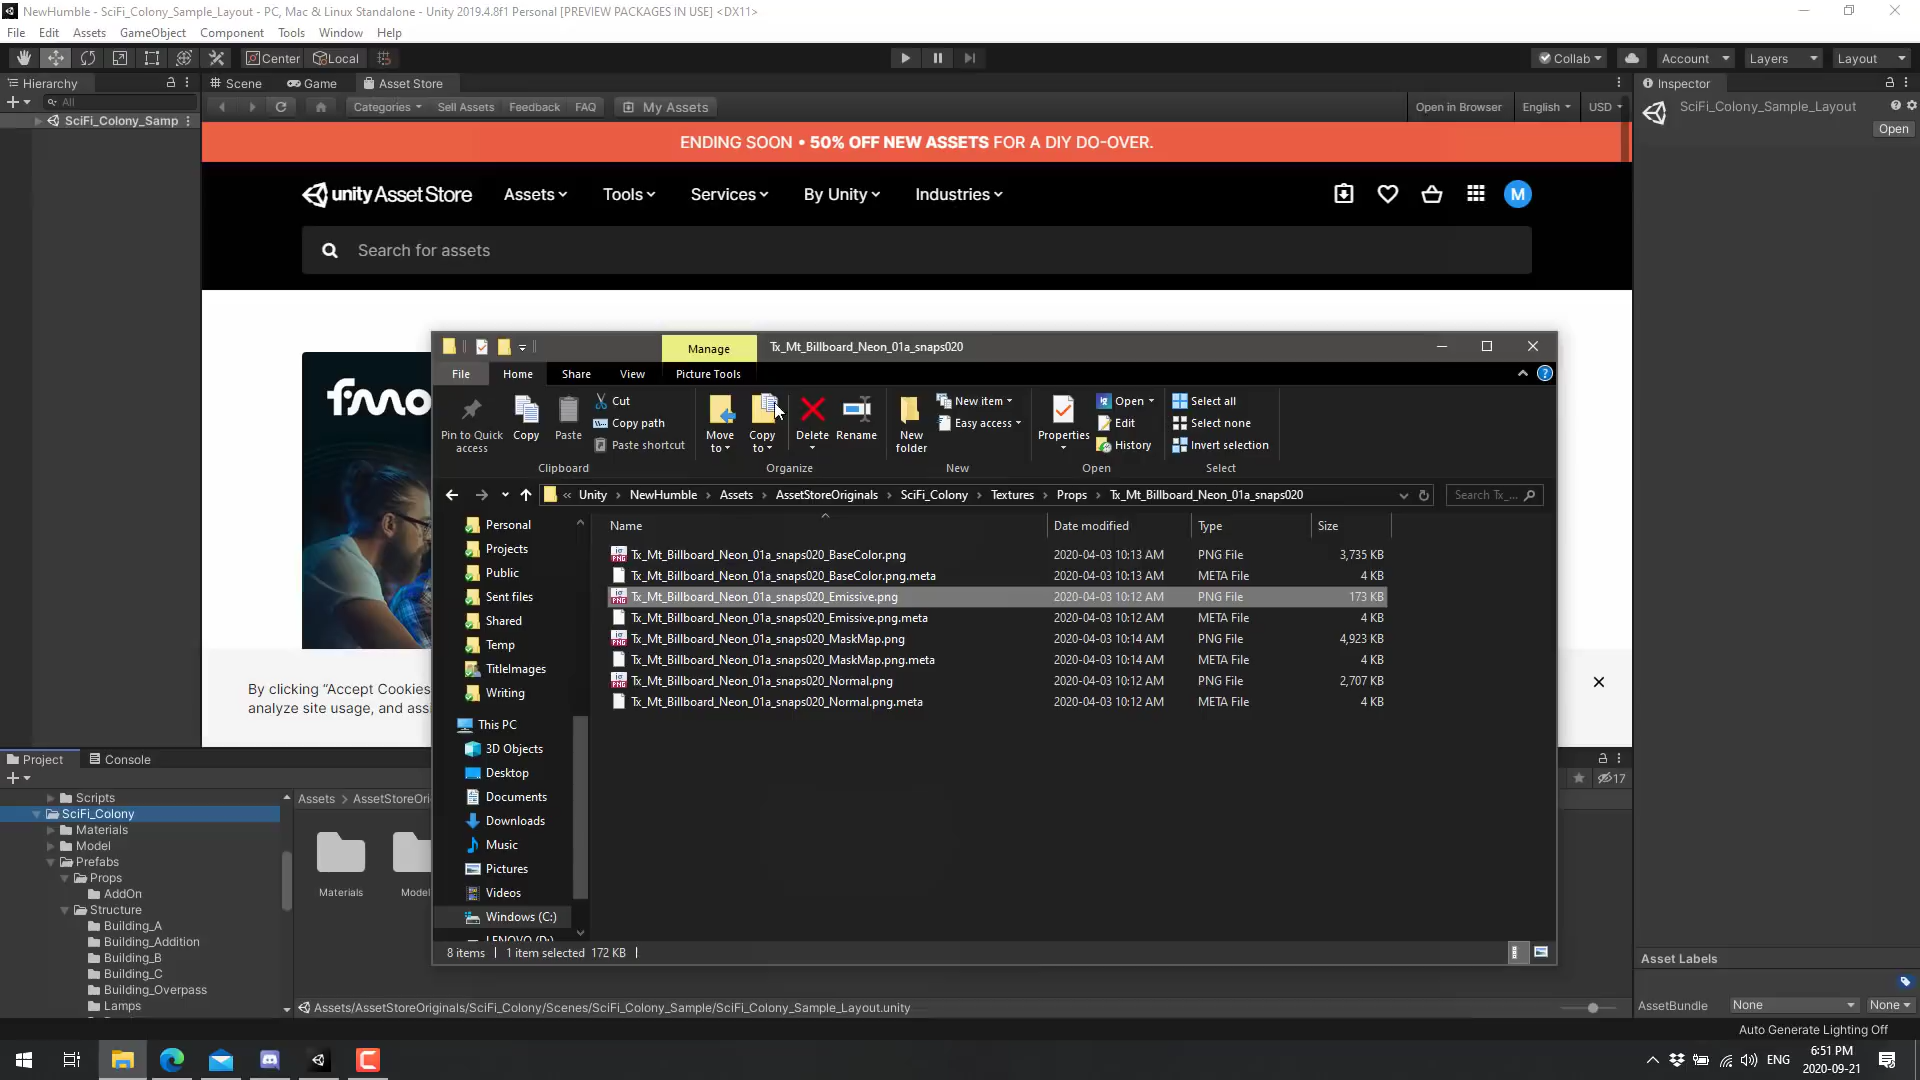 NewHumble - SciFi_Colony_Sample_Layout - PC, Mac & Linux Standalone - Unity 2019.4.8f1 Personal [PREVIEW PACKAGES IN USE] <DX11>
File Edit Assets GameObject Component Tools Window Help
Center Local Collab Account Layers Layout
Hierarchy Scene Game Asset Store Inspector
All Categories Sell Assets Feedback FAQ My Assets Open in Browser English USD SciFi_Colony_Sample_Layout
SciFi_Colony_Samp Open
ENDING SOON • 50% OFF NEW ASSETS FOR A DIY DO-OVER.
unity Asset Store Assets Tools Services By Unity Industries M
Search for assets
Manage Tx_Mt_Billboard_Neon_01a_snaps020
File Home Share View Picture Tools
Pin to Quick access Copy Paste Cut Copy path Paste shortcut
Move to Copy to Delete Rename New folder New item Easy access
Properties Open Edit History Select all Select none Invert selection
Clipboard Organize New Open Select
« Unity › NewHumble › Assets › AssetStoreOriginals › SciFi_Colony › Textures › Props › Tx_Mt_Billboard_Neon_01a_snaps020 Search Tx_...
Name Date modified Type Size
Tx_Mt_Billboard_Neon_01a_snaps020_BaseColor.png 2020-04-03 10:13 AM PNG File 3,735 KB
Tx_Mt_Billboard_Neon_01a_snaps020_BaseColor.png.meta 2020-04-03 10:13 AM META File 4 KB
Tx_Mt_Billboard_Neon_01a_snaps020_Emissive.png 2020-04-03 10:12 AM PNG File 173 KB
Tx_Mt_Billboard_Neon_01a_snaps020_Emissive.png.meta 2020-04-03 10:12 AM META File 4 KB
Tx_Mt_Billboard_Neon_01a_snaps020_MaskMap.png 2020-04-03 10:14 AM PNG File 4,923 KB
Tx_Mt_Billboard_Neon_01a_snaps020_MaskMap.png.meta 2020-04-03 10:14 AM META File 4 KB
Tx_Mt_Billboard_Neon_01a_snaps020_Normal.png 2020-04-03 10:12 AM PNG File 2,707 KB
Tx_Mt_Billboard_Neon_01a_snaps020_Normal.png.meta 2020-04-03 10:12 AM META File 4 KB
Personal
Projects
Public
Sent files
Shared
Temp
TitleImages
Writing
This PC
3D Objects
Desktop
Documents
Downloads
Music
Pictures
Videos
Windows (C:)
LENOVO (D:)
8 items 1 item selected 172 KB
By clicking “Accept Cookies
analyze site usage, and assi
Project Console
17
Scripts
SciFi_Colony
Materials
Model
Prefabs
Props
AddOn
Structure
Building_A
Building_Addition
Building_B
Building_C
Building_Overpass
Lamps
Assets › AssetStoreOri
Materials Model
Assets/AssetStoreOriginals/SciFi_Colony/Scenes/SciFi_Colony_Sample/SciFi_Colony_Sample_Layout.unity
Asset Labels
AssetBundle None None
Auto Generate Lighting Off
ENG 6:51 PM
2020-09-21